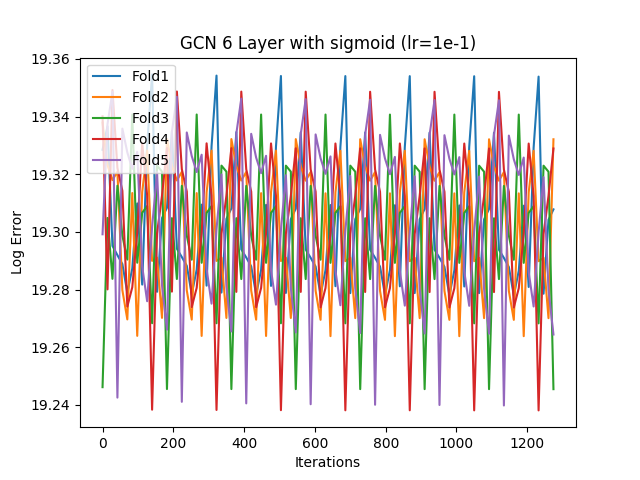 GCN 6 Layer with sigmoid (lr=1e-1)
19.36
19.34
19.32
19.30
19.28
19.26
19.24
Log Error
Fold1
Fold2
Fold3
Fold4
Fold5
0 200 400 600 800 1000 1200
Iterations